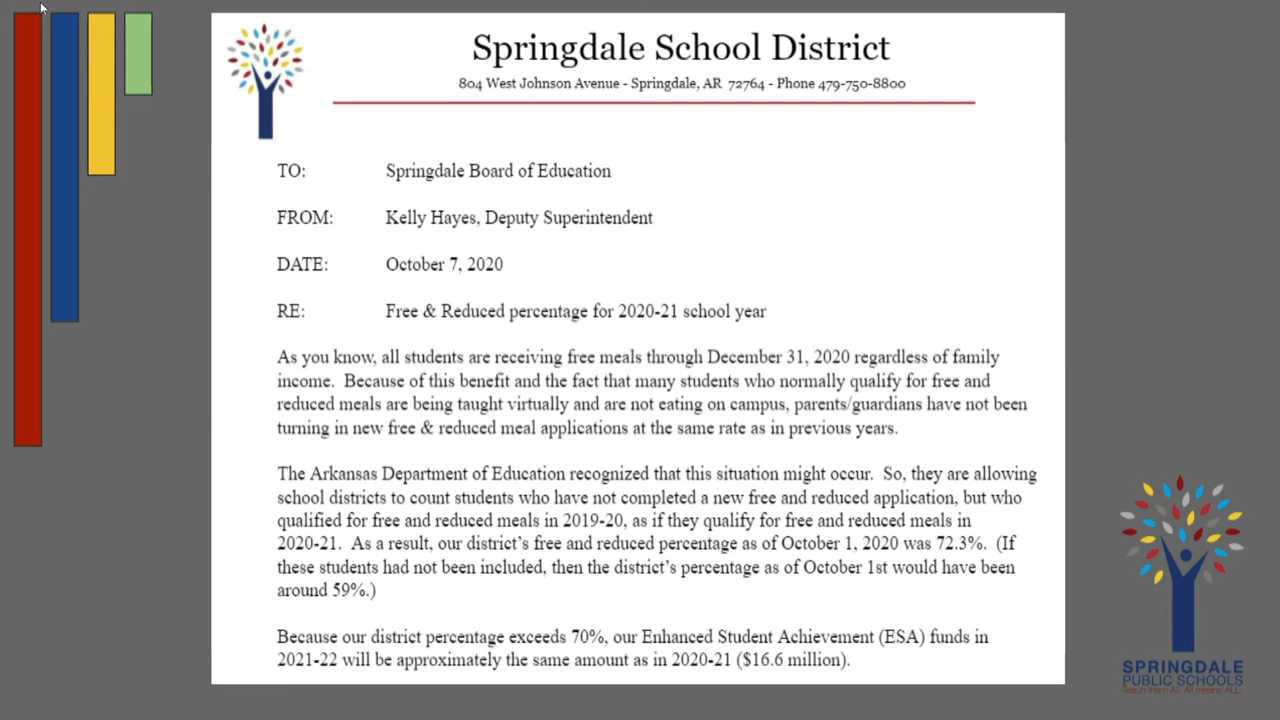 Springdale School District
804 West Johnson Avenue - Springdale, AR 72764 - Phone 479-750-8800
TO: Springdale Board of Education
FROM: Kelly Hayes, Deputy Superintendent
DATE: October 7, 2020
RE: Free & Reduced percentage for 2020-21 school year
As you know, all students are receiving free meals through December 31, 2020 regardless of family
income. Because of this benefit and the fact that many students who normally qualify for free and
reduced meals are being taught virtually and are not eating on campus, parents/guardians have not been
turning in new free & reduced meal applications at the same rate as in previous years.
The Arkansas Department of Education recognized that this situation might occur. So, they are allowing
school districts to count students who have not completed a new free and reduced application, but who
qualified for free and reduced meals in 2019-20, as if they qualify for free and reduced meals in
2020-21. As a result, our district's free and reduced percentage as of October 1, 2020 was 72.3%. (If
these students had not been included, then the district's percentage as of October 1st would have been
around 59%.)
Because our district percentage exceeds 70%, our Enhanced Student Achievement (ESA) funds in
2021-22 will be approximately the same amount as in 2020-21 ($16.6 million).
SPRINGDALE
PUBLIC SCHOOLS
Teach them All. All means ALL.